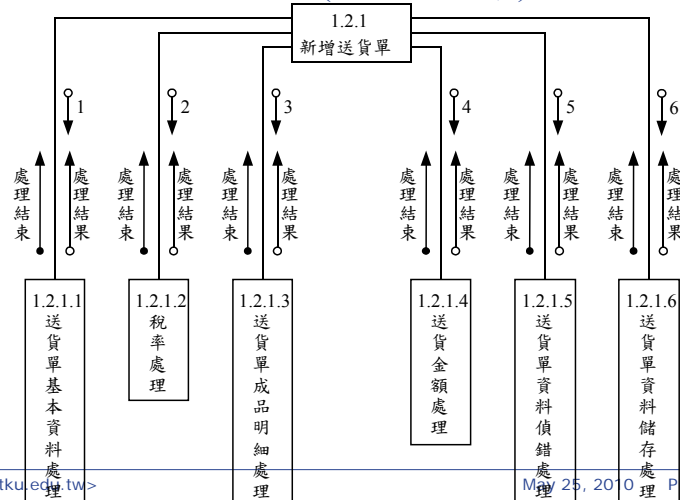 1.2.1
新增送貨單
1
2
3
4
5
6
處理結束
處理結果
處理結束
處理結果
處理結束
處理結果
處理結束
處理結果
處理結束
處理結果
處理結束
處理結果
1.2.1.1
送貨單基本資料處理
1.2.1.2
稅率處理
1.2.1.3
送貨單成品明細處理
1.2.1.4
送貨金額處理
1.2.1.5
送貨單資料偵錯處理
1.2.1.6
送貨單資料儲存處理
tku.edu.tw>
May 25, 2010
P